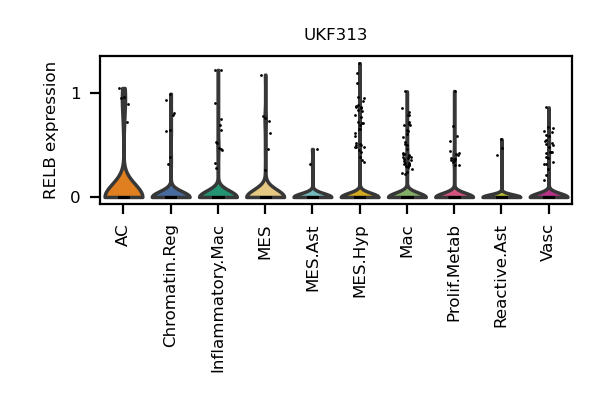 UKF313
RELB expression
1
0
AC
Chromatin.Reg
Inflammatory.Mac
MES
MES.Ast
MES.Hyp
Mac
Prolif.Metab
Reactive.Ast
Vasc